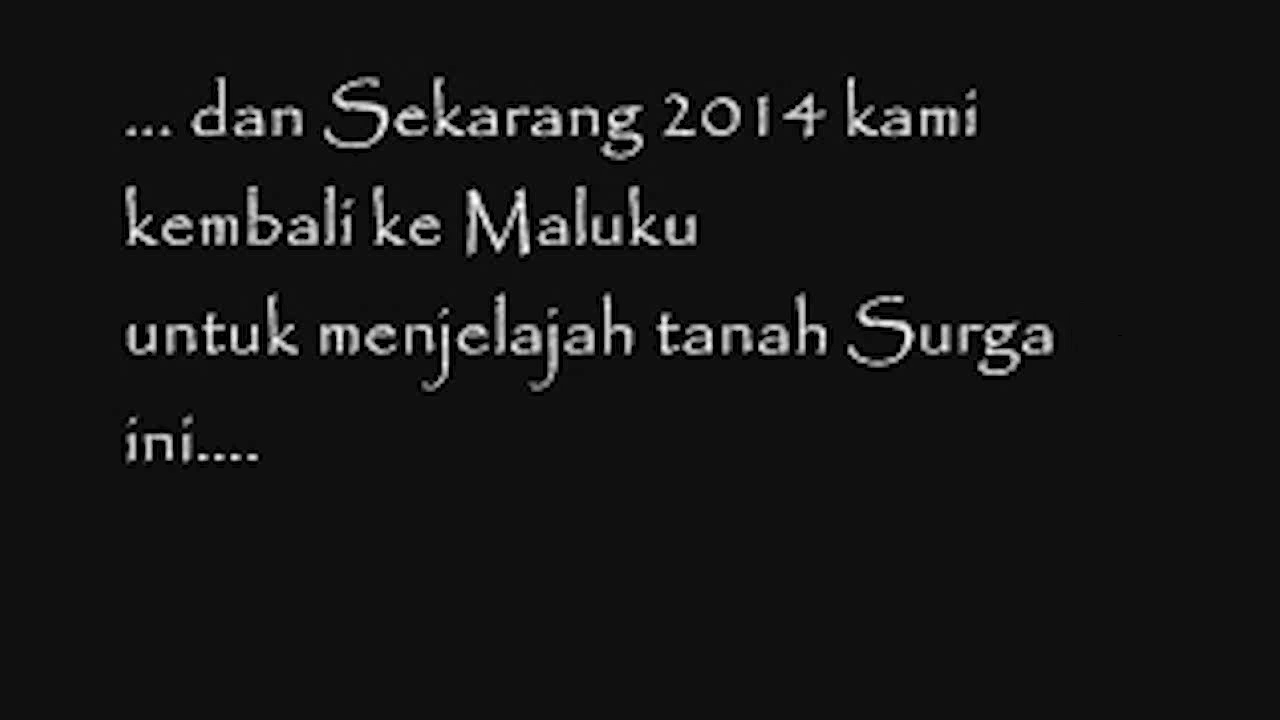 ... dan Sekarang 2014 kami
kembali ke Maluku
untuk menjelajah tanah Surga
ini....